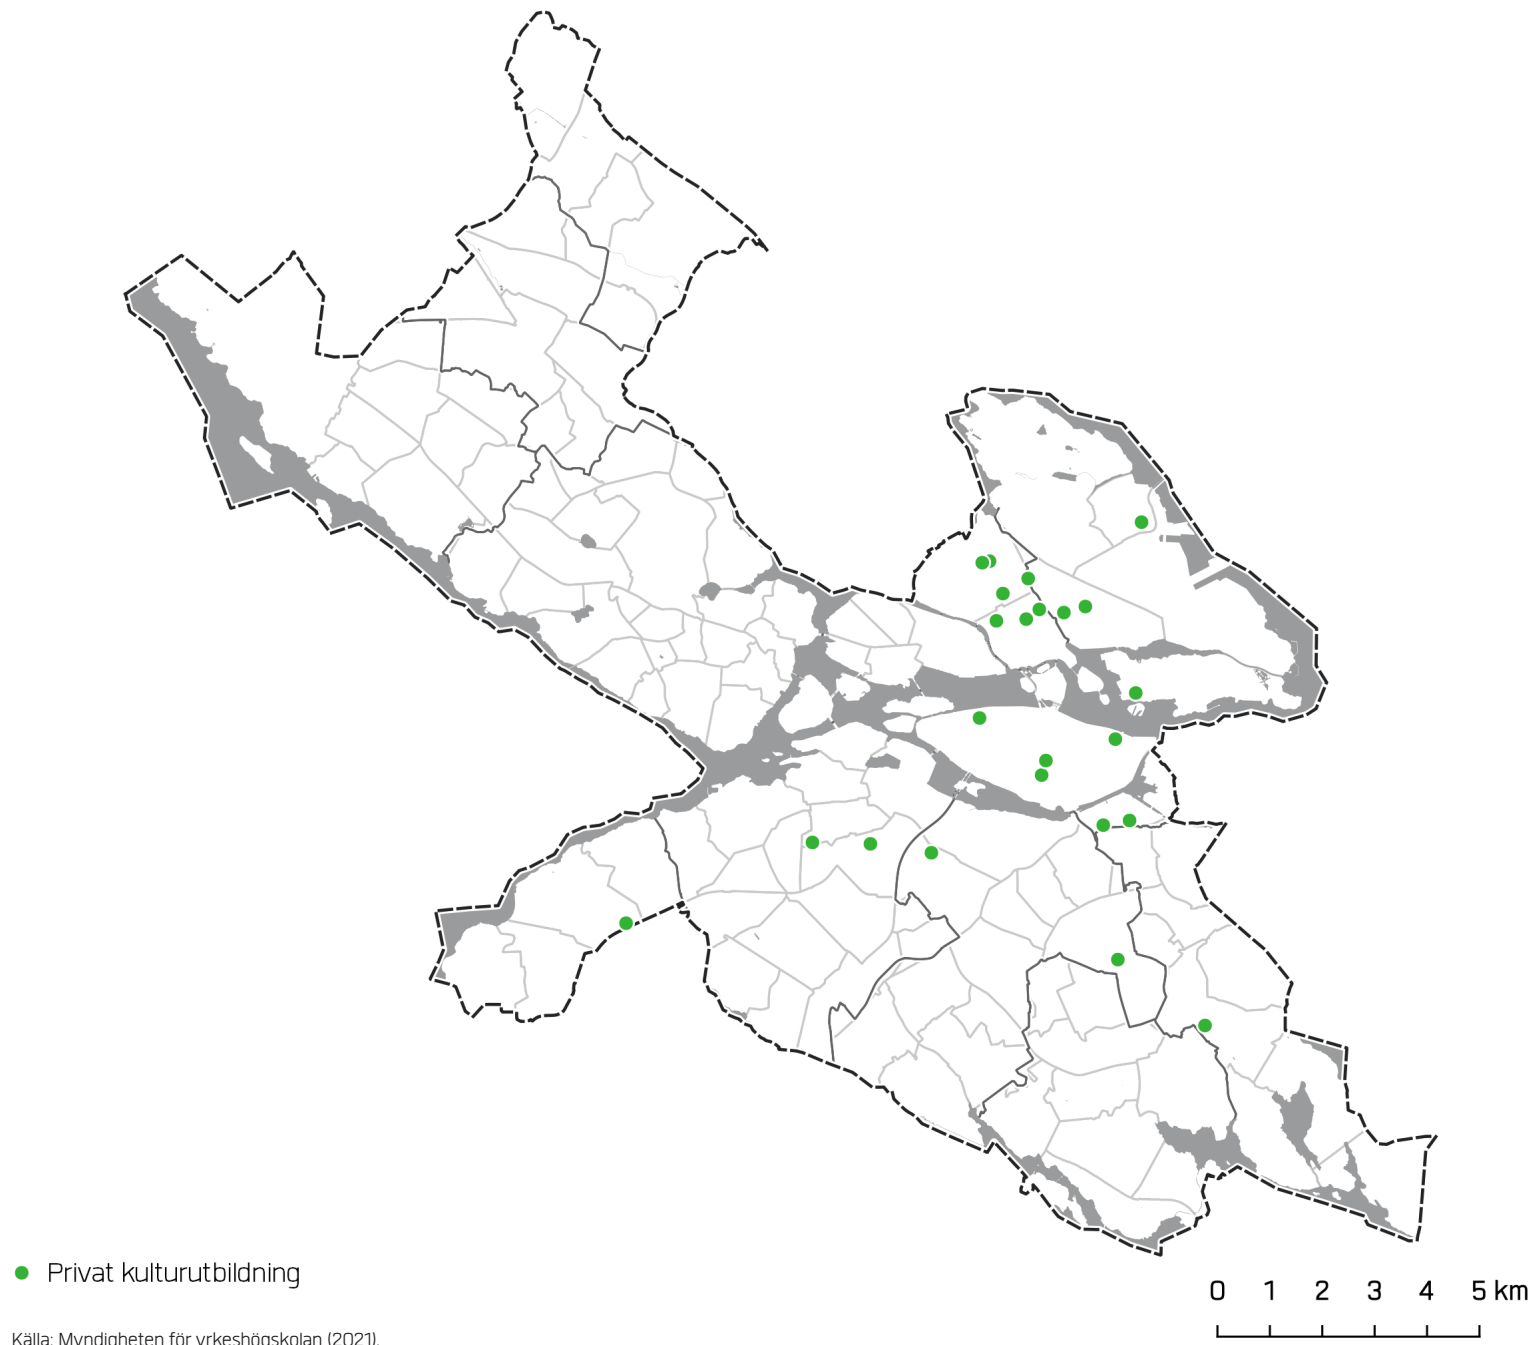 Privat kulturutbildning
0 1 2 3 4 5 km
Källa: Myndigheten för yrkeshögskolan (2021).